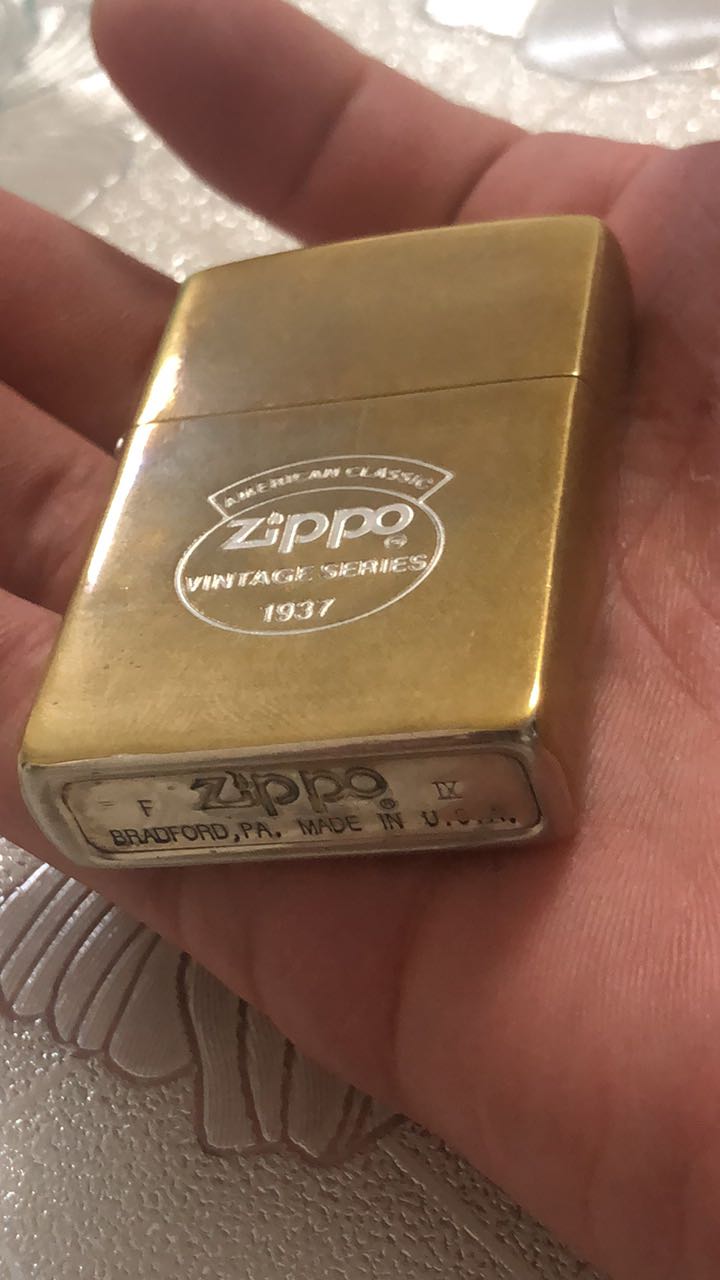 AMERICAN CLASSIC
Zippo
VINTAGE SERIES
1937
F Zippo ® IX
BRADFORD, PA. MADE IN U.S.A.